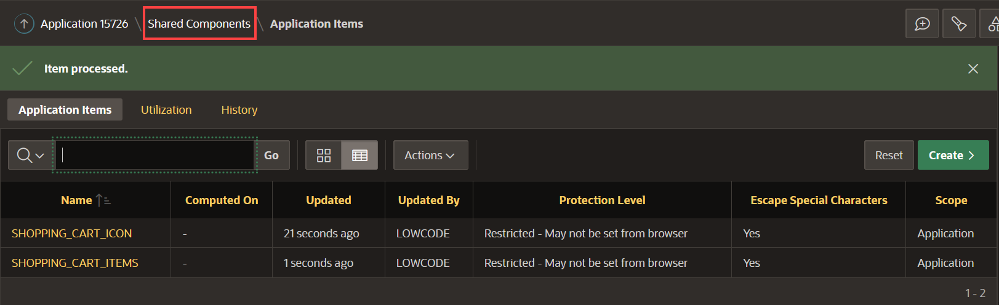 Application 15726 \ Shared Components \ Application Items
Item processed.
Application Items Utilization History
Go Actions Reset Create
Name Computed On Updated Updated By Protection Level Escape Special Characters Scope
SHOPPING_CART_ICON - 21 seconds ago LOWCODE Restricted - May not be set from browser Yes Application
SHOPPING_CART_ITEMS - 1 seconds ago LOWCODE Restricted - May not be set from browser Yes Application
1 - 2